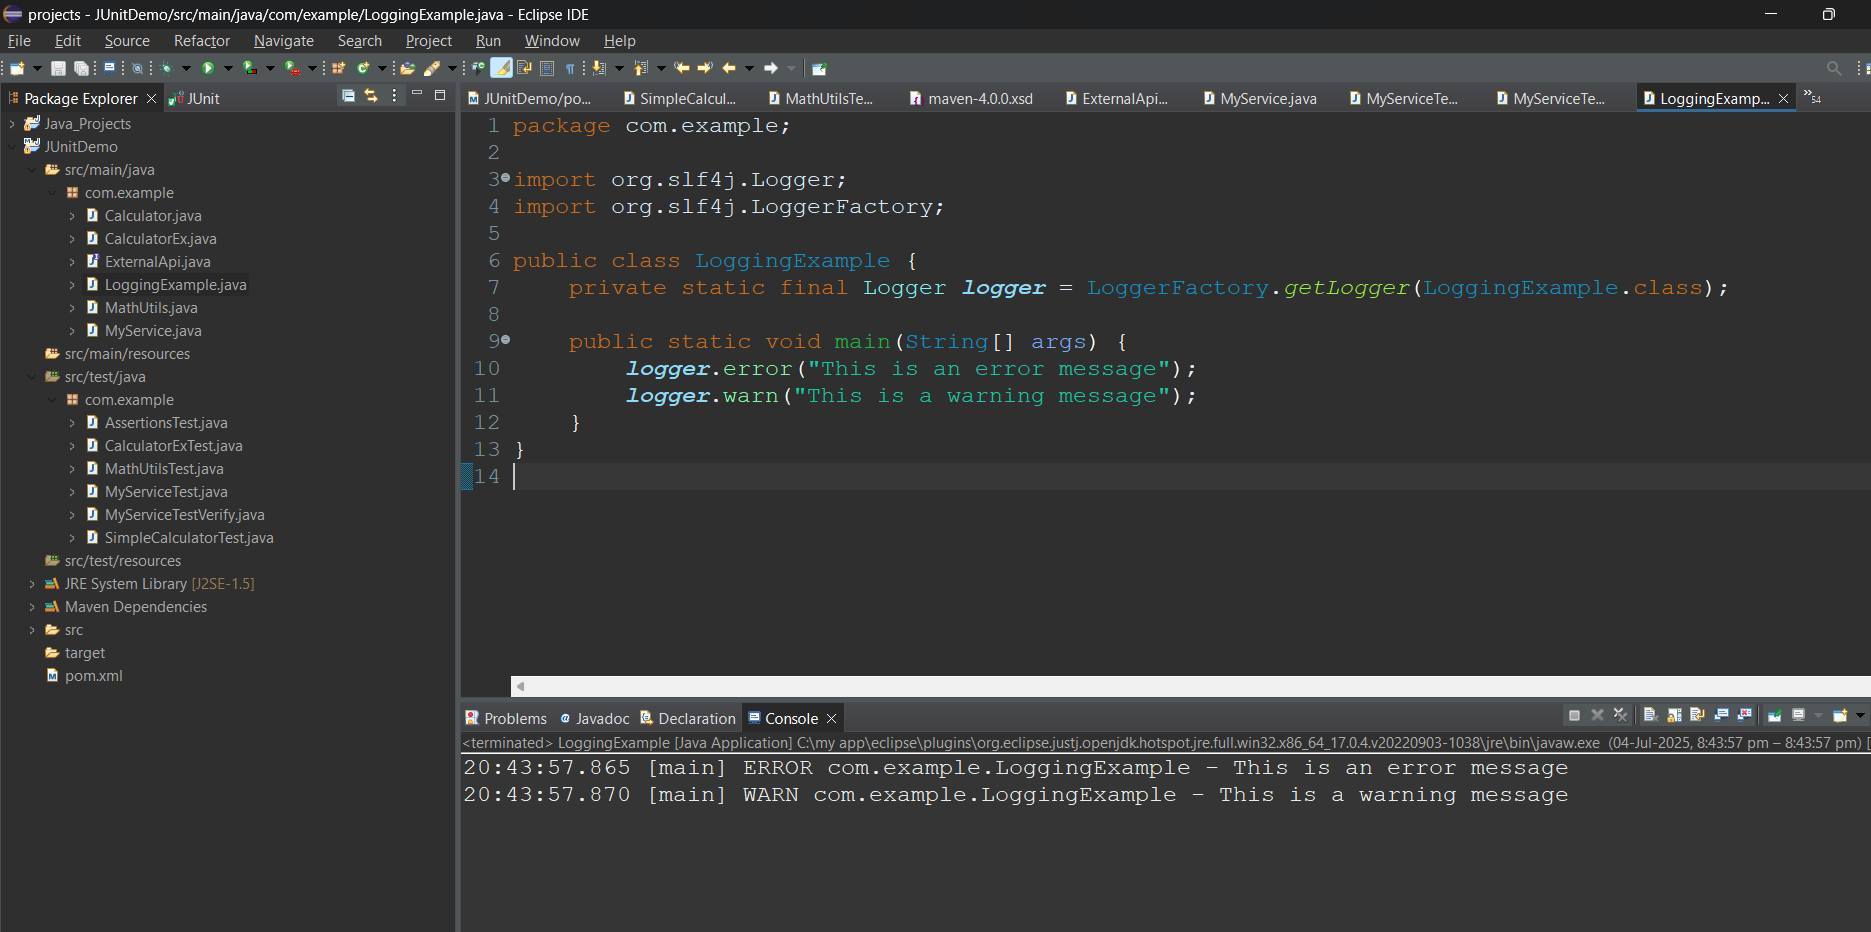 projects - JUnitDemo/src/main/java/com/example/LoggingExample.java - Eclipse IDE
File Edit Source Refactor Navigate Search Project Run Window Help
Package Explorer JUnit
Java_Projects
JUnitDemo
src/main/java
com.example
Calculator.java
CalculatorEx.java
ExternalApi.java
LoggingExample.java
MathUtils.java
MyService.java
src/main/resources
src/test/java
com.example
AssertionsTest.java
CalculatorExTest.java
MathUtilsTest.java
MyServiceTest.java
MyServiceTestVerify.java
SimpleCalculatorTest.java
src/test/resources
JRE System Library [J2SE-1.5]
Maven Dependencies
src
target
pom.xml
JUnitDemo/po... SimpleCalcul... MathUtilsTe... maven-4.0.0.xsd ExternalApi... MyService.java MyServiceTe... MyServiceTe... LoggingExamp... »54
1 package com.example;
2
3 import org.slf4j.Logger;
4 import org.slf4j.LoggerFactory;
5
6 public class LoggingExample {
7 private static final Logger logger = LoggerFactory.getLogger(LoggingExample.class);
8
9 public static void main(String[] args) {
10 logger.error("This is an error message");
11 logger.warn("This is a warning message");
12 }
13 }
14
Problems Javadoc Declaration Console
<terminated> LoggingExample [Java Application] C:\my app\eclipse\plugins\org.eclipse.justj.openjdk.hotspot.jre.full.win32.x86_64_17.0.4.v20220903-1038\jre\bin\javaw.exe (04-Jul-2025, 8:43:57 pm – 8:43:57 pm) [
20:43:57.865 [main] ERROR com.example.LoggingExample - This is an error message
20:43:57.870 [main] WARN com.example.LoggingExample - This is a warning message